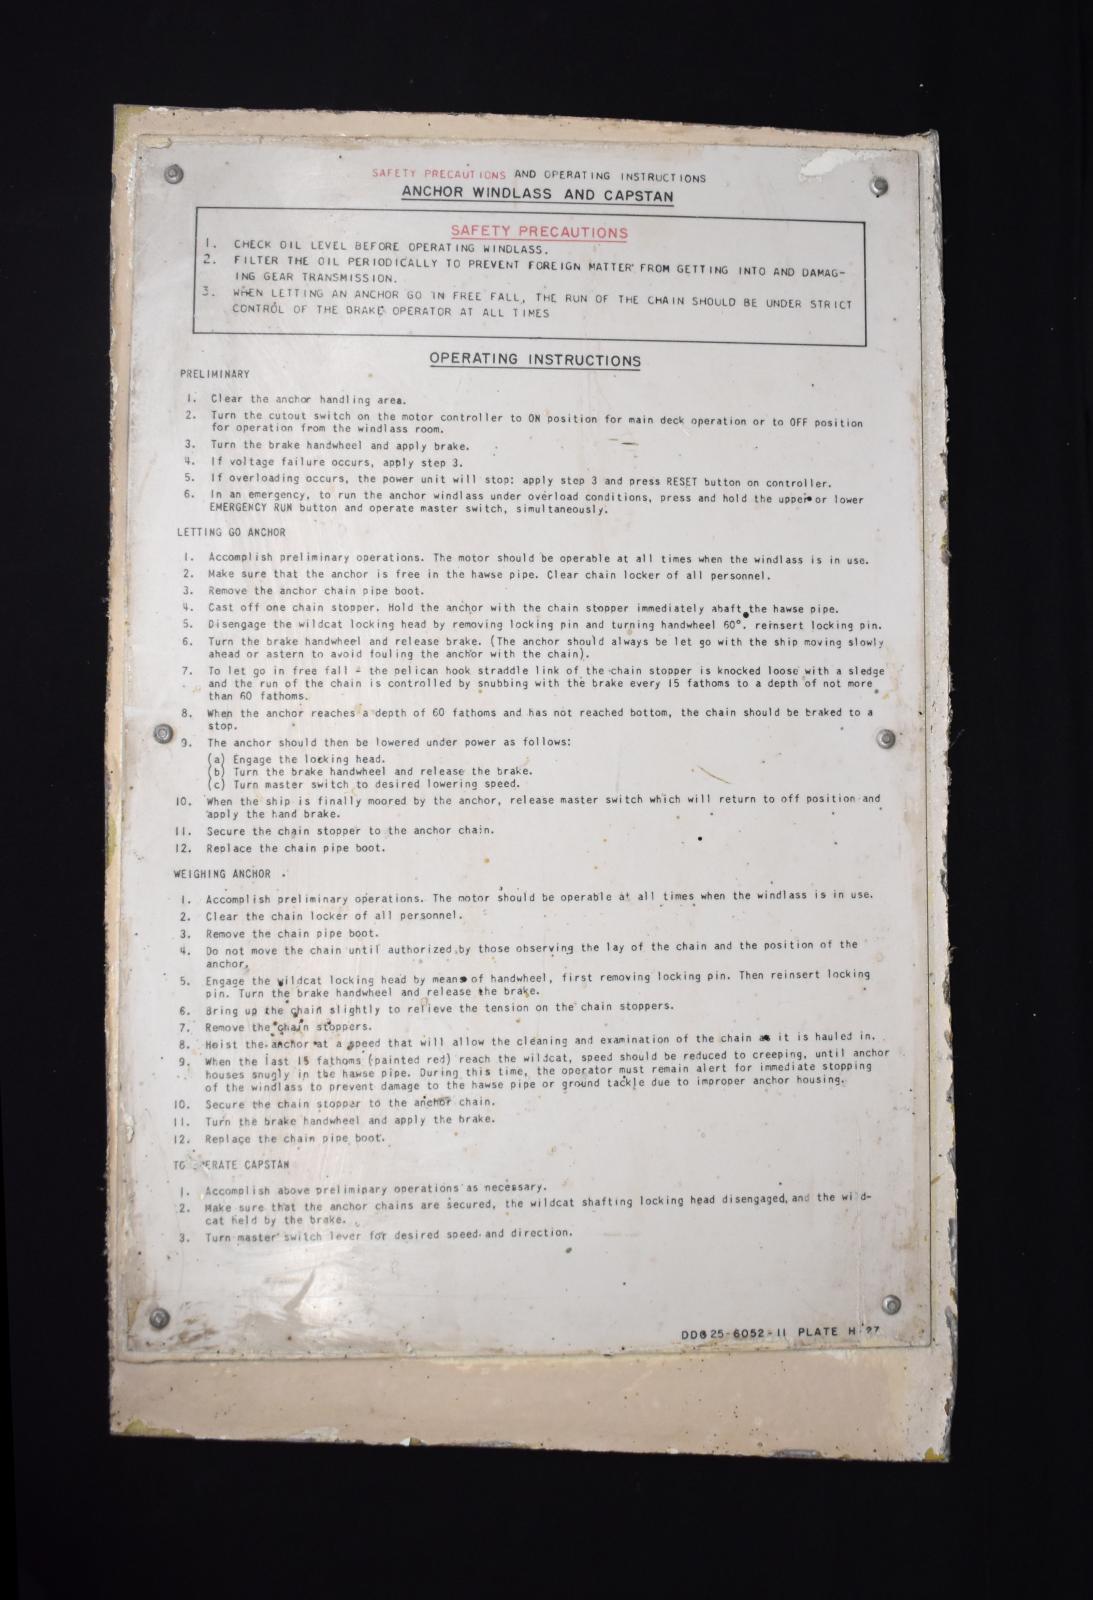 SAFETY PRECAUTIONS AND OPERATING INSTRUCTIONS
ANCHOR WINDLASS AND CAPSTAN
SAFETY PRECAUTIONS
1. CHECK OIL LEVEL BEFORE OPERATING WINDLASS.
2. FILTER THE OIL PERIODICALLY TO PREVENT FOREIGN MATTER FROM GETTING INTO AND DAMAG-
ING GEAR TRANSMISSION.
3. WHEN LETTING AN ANCHOR GO IN FREE FALL, THE RUN OF THE CHAIN SHOULD BE UNDER STRICT
CONTROL OF THE BRAKE OPERATOR AT ALL TIMES
OPERATING INSTRUCTIONS
PRELIMINARY
1. Clear the anchor handling area.
2. Turn the cutout switch on the motor controller to ON position for main deck operation or to OFF position
for operation from the windlass room.
3. Turn the brake handwheel and apply brake.
4. If voltage failure occurs, apply step 3.
5. If overloading occurs, the power unit will stop: apply step 3 and press RESET button on controller.
6. In an emergency, to run the anchor windlass under overload conditions, press and hold the upper or lower
EMERGENCY RUN button and operate master switch, simultaneously.
LETTING GO ANCHOR
1. Accomplish preliminary operations. The motor should be operable at all times when the windlass is in use.
2. Make sure that the anchor is free in the hawse pipe. Clear chain locker of all personnel.
3. Remove the anchor chain pipe boot.
4. Cast off one chain stopper. Hold the anchor with the chain stopper immediately abaft the hawse pipe.
5. Disengage the wildcat locking head by removing locking pin and turning handwheel 60°. reinsert locking pin.
6. Turn the brake handwheel and release brake. (The anchor should always be let go with the ship moving slowly
ahead or astern to avoid fouling the anchor with the chain).
7. To let go in free fall - the pelican hook straddle link of the chain stopper is knocked loose with a sledge
and the run of the chain is controlled by snubbing with the brake every 15 fathoms to a depth of not more
than 60 fathoms.
8. When the anchor reaches a depth of 60 fathoms and has not reached bottom, the chain should be braked to a
stop.
9. The anchor should then be lowered under power as follows:
(a) Engage the locking head.
(b) Turn the brake handwheel and release the brake.
(c) Turn master switch to desired lowering speed.
10. When the ship is finally moored by the anchor, release master switch which will return to off position and
apply the hand brake.
11. Secure the chain stopper to the anchor chain.
12. Replace the chain pipe boot.
WEIGHING ANCHOR
1. Accomplish preliminary operations. The motor should be operable at all times when the windlass is in use.
2. Clear the chain locker of all personnel.
3. Remove the chain pipe boot.
4. Do not move the chain until authorized by those observing the lay of the chain and the position of the
anchor.
5. Engage the wildcat locking head by means of handwheel, first removing locking pin. Then reinsert locking
pin. Turn the brake handwheel and release the brake.
6. Bring up the chain slightly to relieve the tension on the chain stoppers.
7. Remove the chain stoppers.
8. Hoist the anchor at a speed that will allow the cleaning and examination of the chain as it is hauled in.
9. When the last 15 fathoms (painted red) reach the wildcat, speed should be reduced to creeping, until anchor
houses snugly in the hawse pipe. During this time, the operator must remain alert for immediate stopping
of the windlass to prevent damage to the hawse pipe or ground tackle due to improper anchor housing.
10. Secure the chain stopper to the anchor chain.
11. Turn the brake handwheel and apply the brake.
12. Replace the chain pipe boot.
TO OPERATE CAPSTAN
1. Accomplish above preliminary operations as necessary.
2. Make sure that the anchor chains are secured, the wildcat shafting locking head disengaged, and the wild-
cat held by the brake.
3. Turn master switch lever for desired speed and direction.
PLATE H